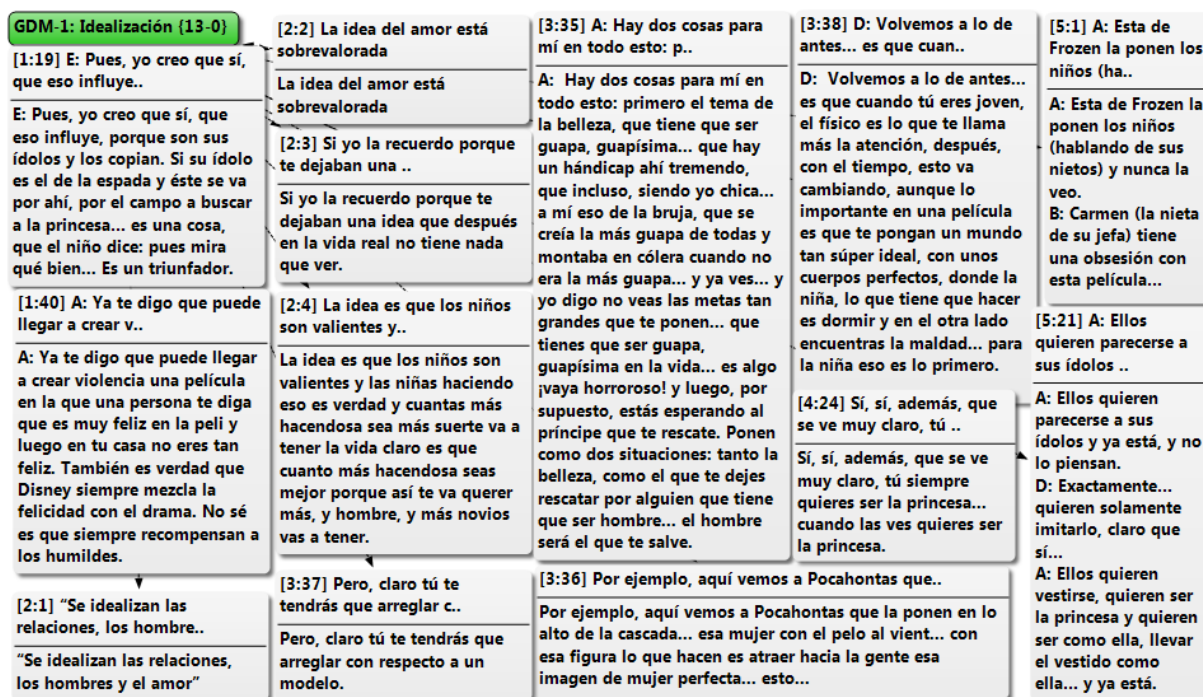 GDM-1: Idealización {13-0}
[1:19] E: Pues, yo creo que sí,
que eso influye..
E: Pues, yo creo que sí, que
eso influye, porque son sus
ídolos y los copian. Si su ídolo
es el de la espada y éste se va
por ahí, por el campo a buscar
a la princesa... es una cosa,
que el niño dice: pues mira
qué bien... Es un triunfador.
[1:40] A: Ya te digo que puede
llegar a crear v..
A: Ya te digo que puede llegar
a crear violencia una película
en la que una persona te diga
que es muy feliz en la peli y
luego en tu casa no eres tan
feliz. También es verdad que
Disney siempre mezcla la
felicidad con el drama. No sé
es que siempre recompensan a
los humildes.
[2:1] “Se idealizan las
relaciones, los hombre..
“Se idealizan las relaciones,
los hombres y el amor”
[2:2] La idea del amor está
sobrevalorada
La idea del amor está
sobrevalorada
[2:3] Si yo la recuerdo porque
te dejaban una ..
Si yo la recuerdo porque te
dejaban una idea que después
en la vida real no tiene nada
que ver.
[2:4] La idea es que los niños
son valientes y..
La idea es que los niños son
valientes y las niñas haciendo
eso es verdad y cuantas más
hacendosa sea más suerte va a
tener la vida claro es que
cuanto más hacendosa seas
mejor porque así te va querer
más, y hombre, y más novios
vas a tener.
[3:37] Pero, claro tú te
tendrás que arreglar c..
Pero, claro tú te tendrás que
arreglar con respecto a un
modelo.
[3:35] A: Hay dos cosas para
mí en todo esto: p..
A:  Hay dos cosas para mí en
todo esto: primero el tema de
la belleza, que tiene que ser
guapa, guapísima... que hay
un hándicap ahí tremendo,
que incluso, siendo yo chica...
a mí eso de la bruja, que se
creía la más guapa de todas y
montaba en cólera cuando no
era la más guapa... y ya ves... y
yo digo no veas las metas tan
grandes que te ponen... que
tienes que ser guapa,
guapísima en la vida... es algo
¡vaya horroroso! y luego, por
supuesto, estás esperando al
príncipe que te rescate. Ponen
como dos situaciones: tanto la
belleza, como el que te dejes
rescatar por alguien que tiene
que ser hombre... el hombre
será el que te salve.
[3:36] Por ejemplo, aquí vemos a Pocahontas que..
Por ejemplo, aquí vemos a Pocahontas que la ponen en lo
alto de la cascada... esa mujer con el pelo al vient... con
esa figura lo que hacen es atraer hacia la gente esa
imagen de mujer perfecta... esto...
[3:38] D: Volvemos a lo de
antes... es que cuan..
D:  Volvemos a lo de antes...
es que cuando tú eres joven,
el físico es lo que te llama
más la atención, después,
con el tiempo, esto va
cambiando, aunque lo
importante en una película
es que te pongan un mundo
tan súper ideal, con unos
cuerpos perfectos, donde la
niña, lo que tiene que hacer
es dormir y en el otra lado
encuentras la maldad... para
la niña eso es lo primero.
[4:24] Sí, sí, además, que
se ve muy claro, tú ..
Sí, sí, además, que se ve
muy claro, tú siempre
quieres ser la princesa...
cuando las ves quieres ser
la princesa.
[5:1] A: Esta de
Frozen la ponen los
niños (ha..
A: Esta de Frozen la
ponen los niños
(hablando de sus
nietos) y nunca la
veo.
B: Carmen (la nieta
de su jefa) tiene
una obsesión con
esta película...
[5:21] A: Ellos
quieren parecerse a
sus ídolos ..
A: Ellos quieren
parecerse a sus
ídolos y ya está, y no
lo piensan.
D: Exactamente...
quieren solamente
imitarlo, claro que
sí...
A: Ellos quieren
vestirse, quieren ser
la princesa y quieren
ser como ella, llevar
el vestido como
ella... y ya está.